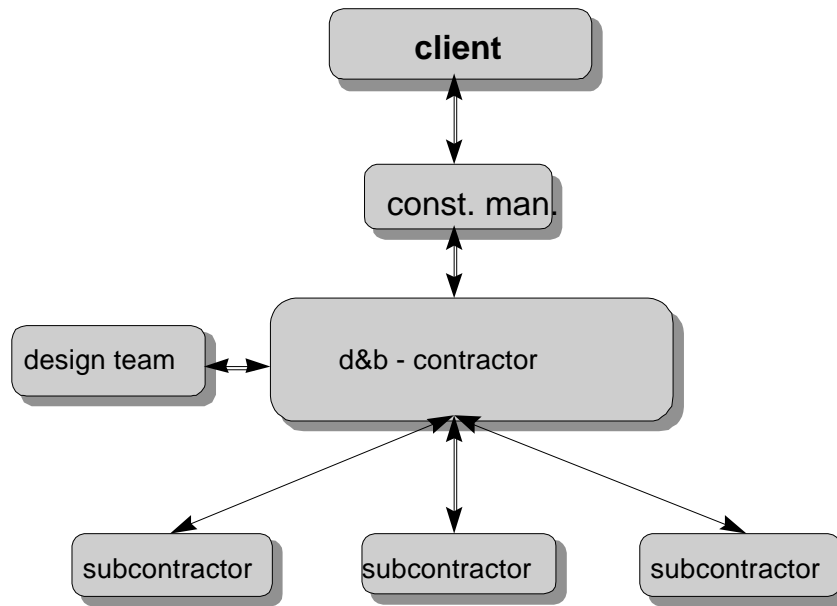 client
const. man.
design team
d&b - contractor
subcontractor
subcontractor
subcontractor